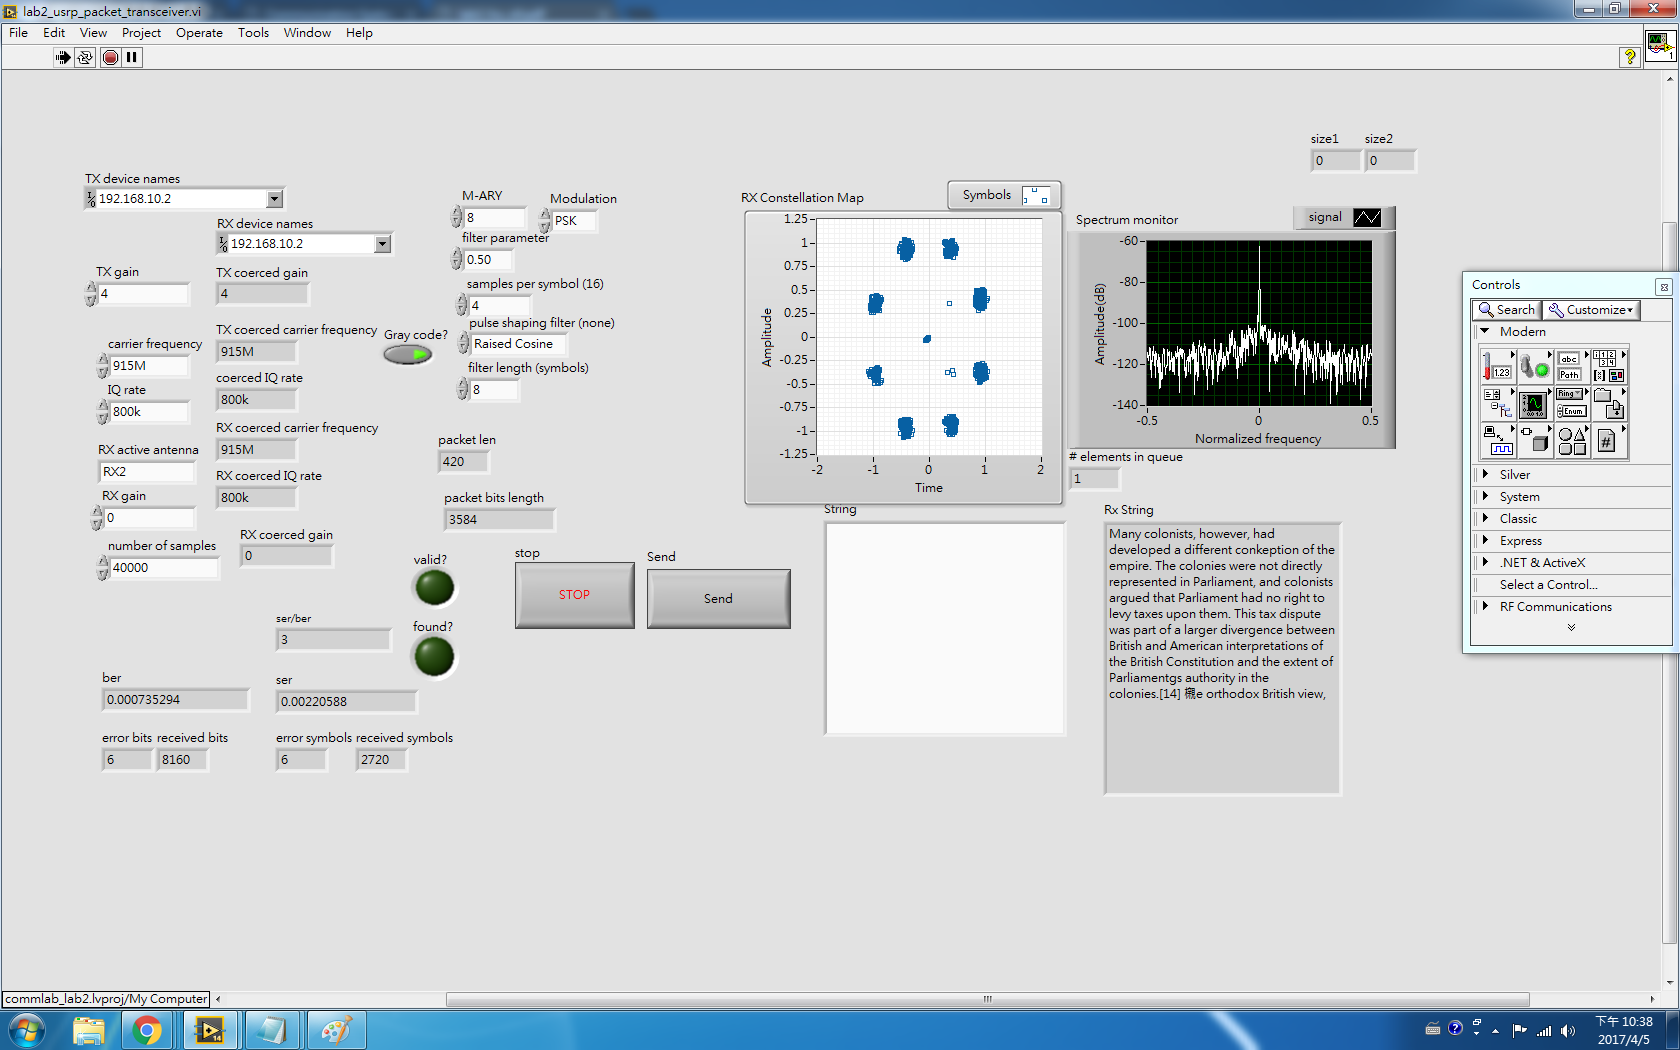 lab2_usrp_packet_transceiver.vi
File Edit View Project Operate Tools Window Help
size1 size2
0 0
TX device names
192.168.10.2
RX device names
192.168.10.2
TX gain
4
TX coerced gain
4
TX coerced carrier frequency
915M
carrier frequency
915M
coerced IQ rate
800k
IQ rate
800k
RX coerced carrier frequency
915M
RX active antenna
RX2
RX coerced IQ rate
800k
RX gain
0
RX coerced gain
0
number of samples
40000
Gray code?
M-ARY
8
Modulation
PSK
filter parameter
0.50
samples per symbol (16)
4
pulse shaping filter (none)
Raised Cosine
filter length (symbols)
8
packet len
420
packet bits length
3584
valid?
found?
stop
STOP
Send
Send
ser/ber
3
ber
0.000735294
ser
0.00220588
error bits received bits
6 8160
error symbols received symbols
6 2720
RX Constellation Map
Symbols
Amplitude
1.25
1
0.75
0.5
0.25
0
-0.25
-0.5
-0.75
-1
-1.25
-2 -1 0 1 2
Time
Spectrum monitor
signal
Amplitude(dB)
-60
-80
-100
-120
-140
-0.5 0 0.5
Normalized frequency
# elements in queue
1
String
Rx String
Many colonists, however, had
developed a different conkeption of the
empire. The colonies were not directly
represented in Parliament, and colonists
argued that Parliament had no right to
levy taxes upon them. This tax dispute
was part of a larger divergence between
British and American interpretations of
the British Constitution and the extent of
Parliamentgs authority in the
colonies.[14] e orthodox British view,
Controls
Search Customize
Modern
1.23
abc
Path
Ring
Enum
Silver
System
Classic
Express
.NET & ActiveX
Select a Control...
RF Communications
commlab_lab2.lvproj/My Computer
14
下午 10:38
2017/4/5